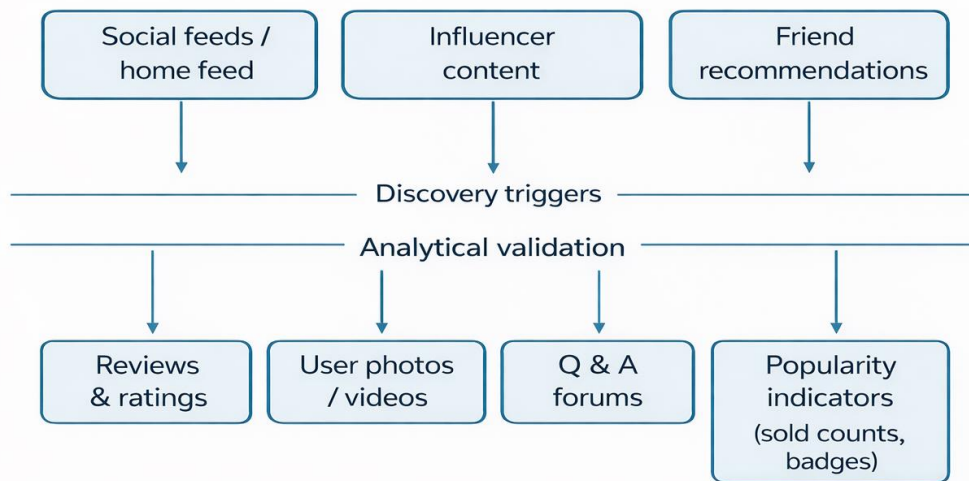 Social feeds /
home feed
Influencer
content
Friend
recommendations
Discovery triggers
Analytical validation
Reviews
& ratings
User photos
/ videos
Q & A
forums
Popularity
indicators
(sold counts,
badges)